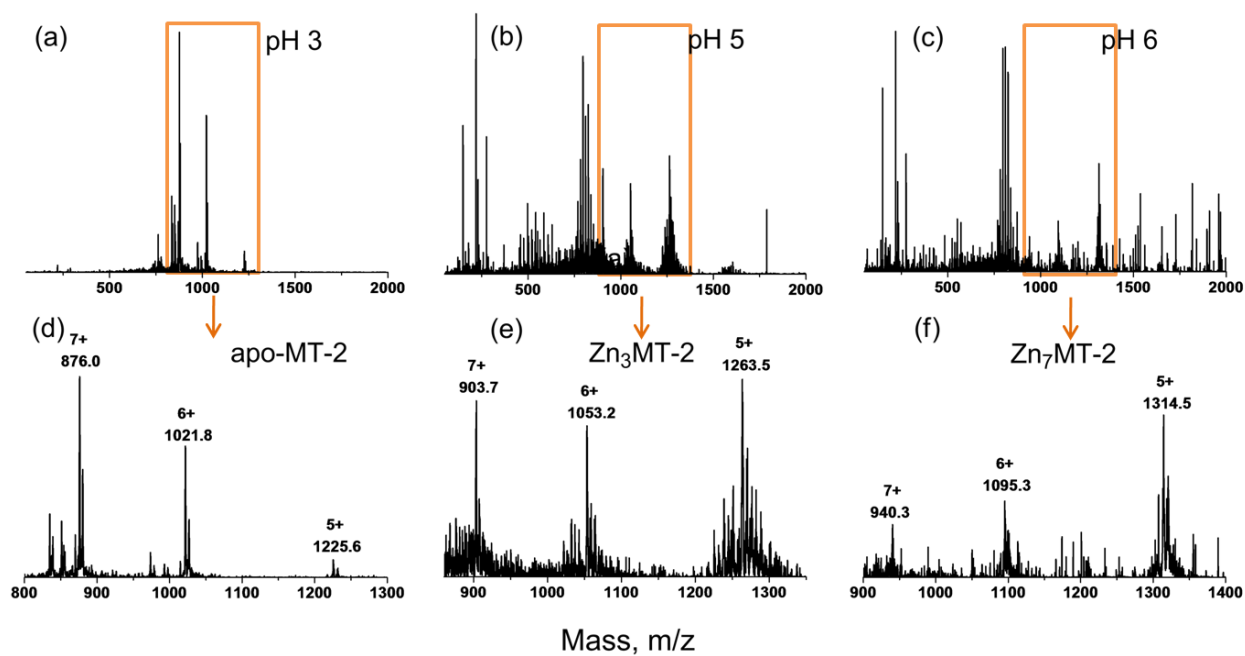 (a)
pH 3
(b)
pH 5
(c)
pH 6
a
500 1000 1500 2000
500 1000 1500 2000
500 1000 1500 2000
(d)
apo-MT-2
7+
876.0
6+
1021.8
5+
1225.6
800 900 1000 1100 1200 1300
(e)
Zn₃MT-2
7+
903.7
6+
1053.2
5+
1263.5
900 1000 1100 1200 1300
(f)
Zn₇MT-2
7+
940.3
6+
1095.3
5+
1314.5
900 1000 1100 1200 1300 1400
Mass, m/z